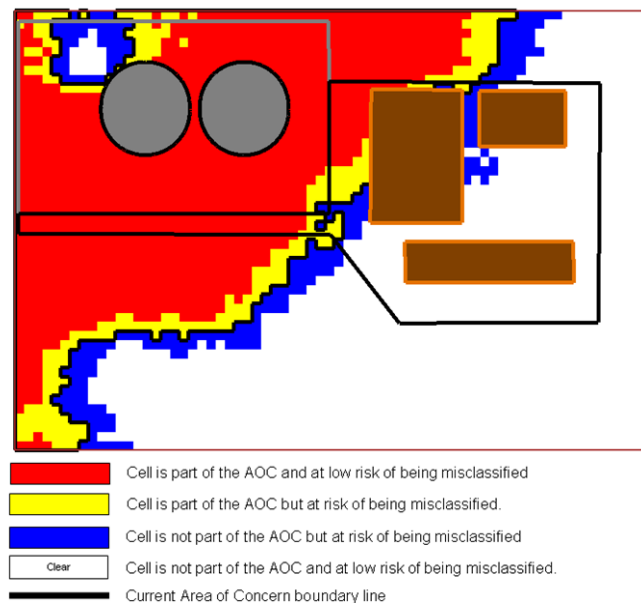 Cell is part of the AOC and at low risk of being misclassified
Cell is part of the AOC but at risk of being misclassified.
Cell is not part of the AOC but at risk of being misclassified
Clear Cell is not part of the AOC and at low risk of being misclassified.
Current Area of Concern boundary line